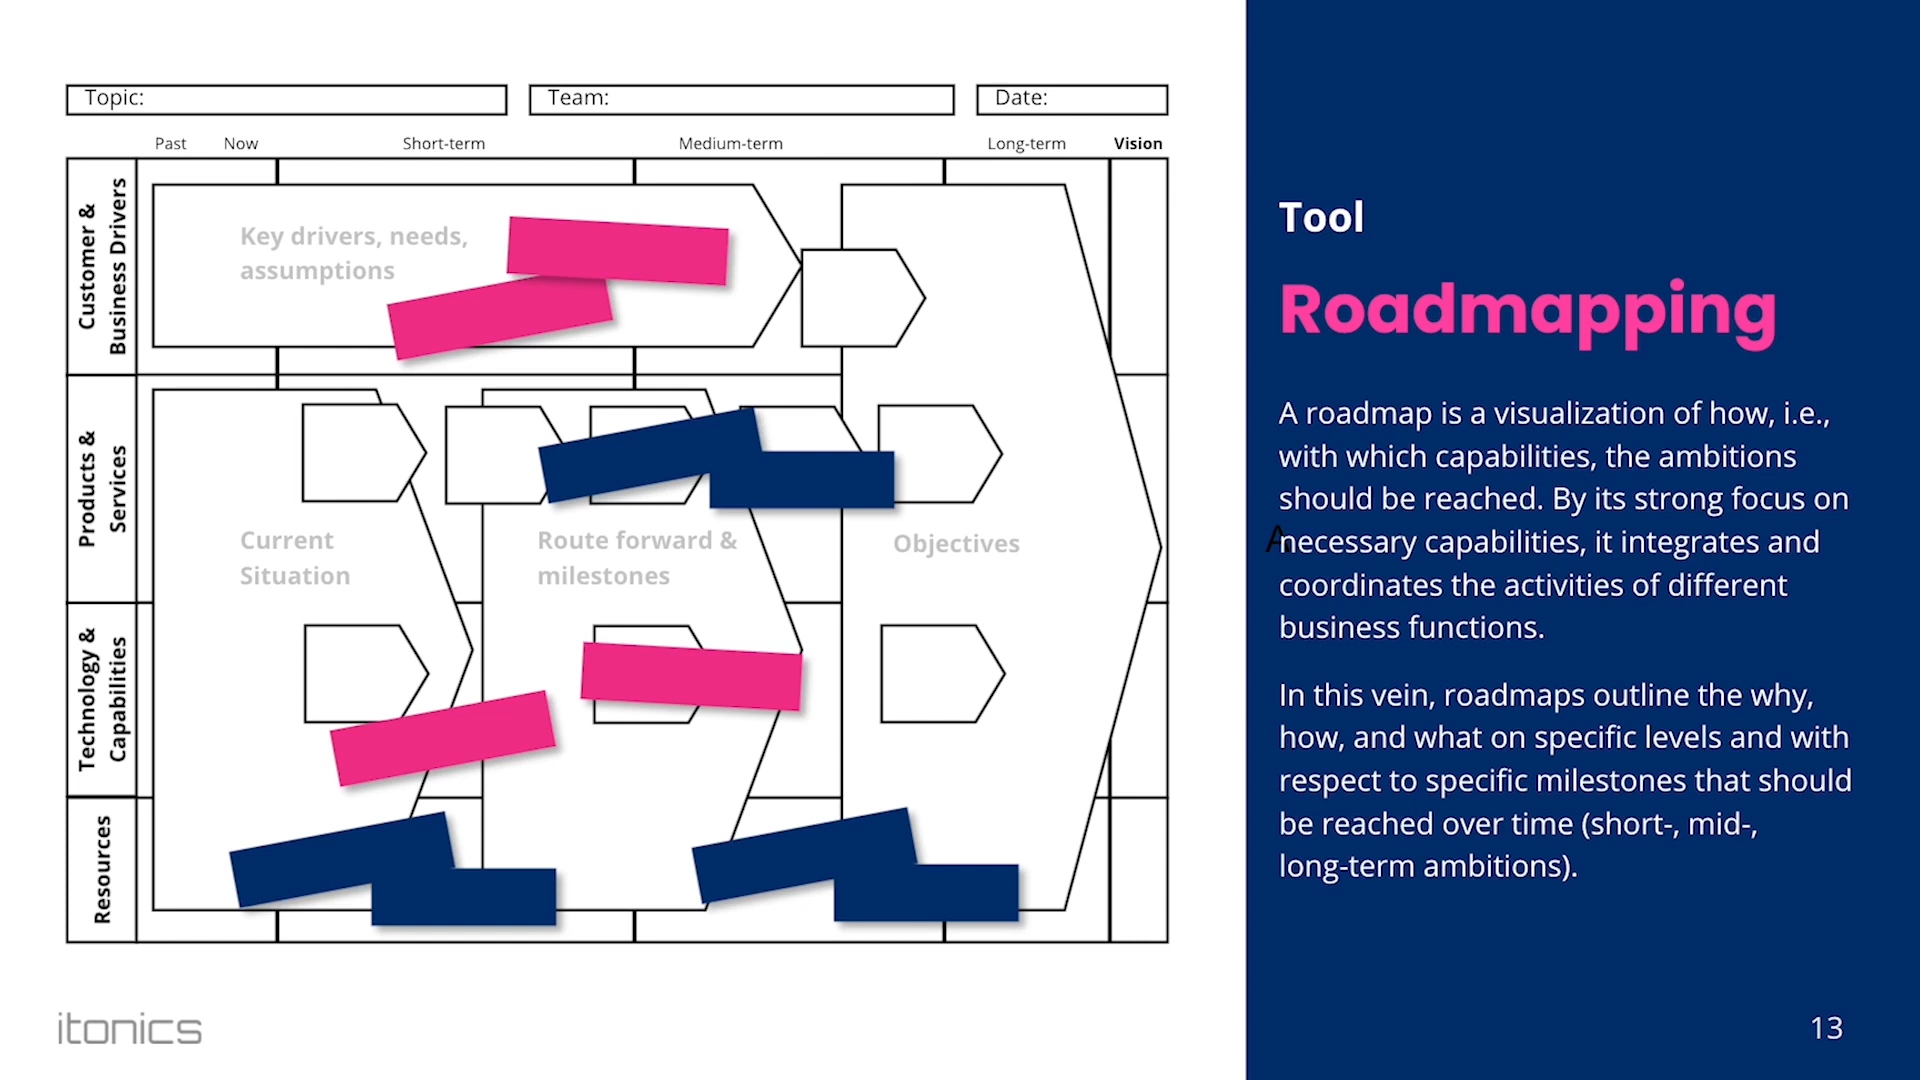 Topic:
Team:
Date:
Past
Now
Short-term
Medium-term
Long-term
Vision
Customer &
Business Drivers
Key drivers, needs,
assumptions
Products &
Services
Current
Situation
Route forward &
milestones
Objectives
Technology &
Capabilities
Resources
itonics
Tool
Roadmapping
A roadmap is a visualization of how, i.e.,
with which capabilities, the ambitions
should be reached. By its strong focus on
A
necessary capabilities, it integrates and
coordinates the activities of different
business functions.
In this vein, roadmaps outline the why,
how, and what on specific levels and with
respect to specific milestones that should
be reached over time (short-, mid-,
long-term ambitions).
13